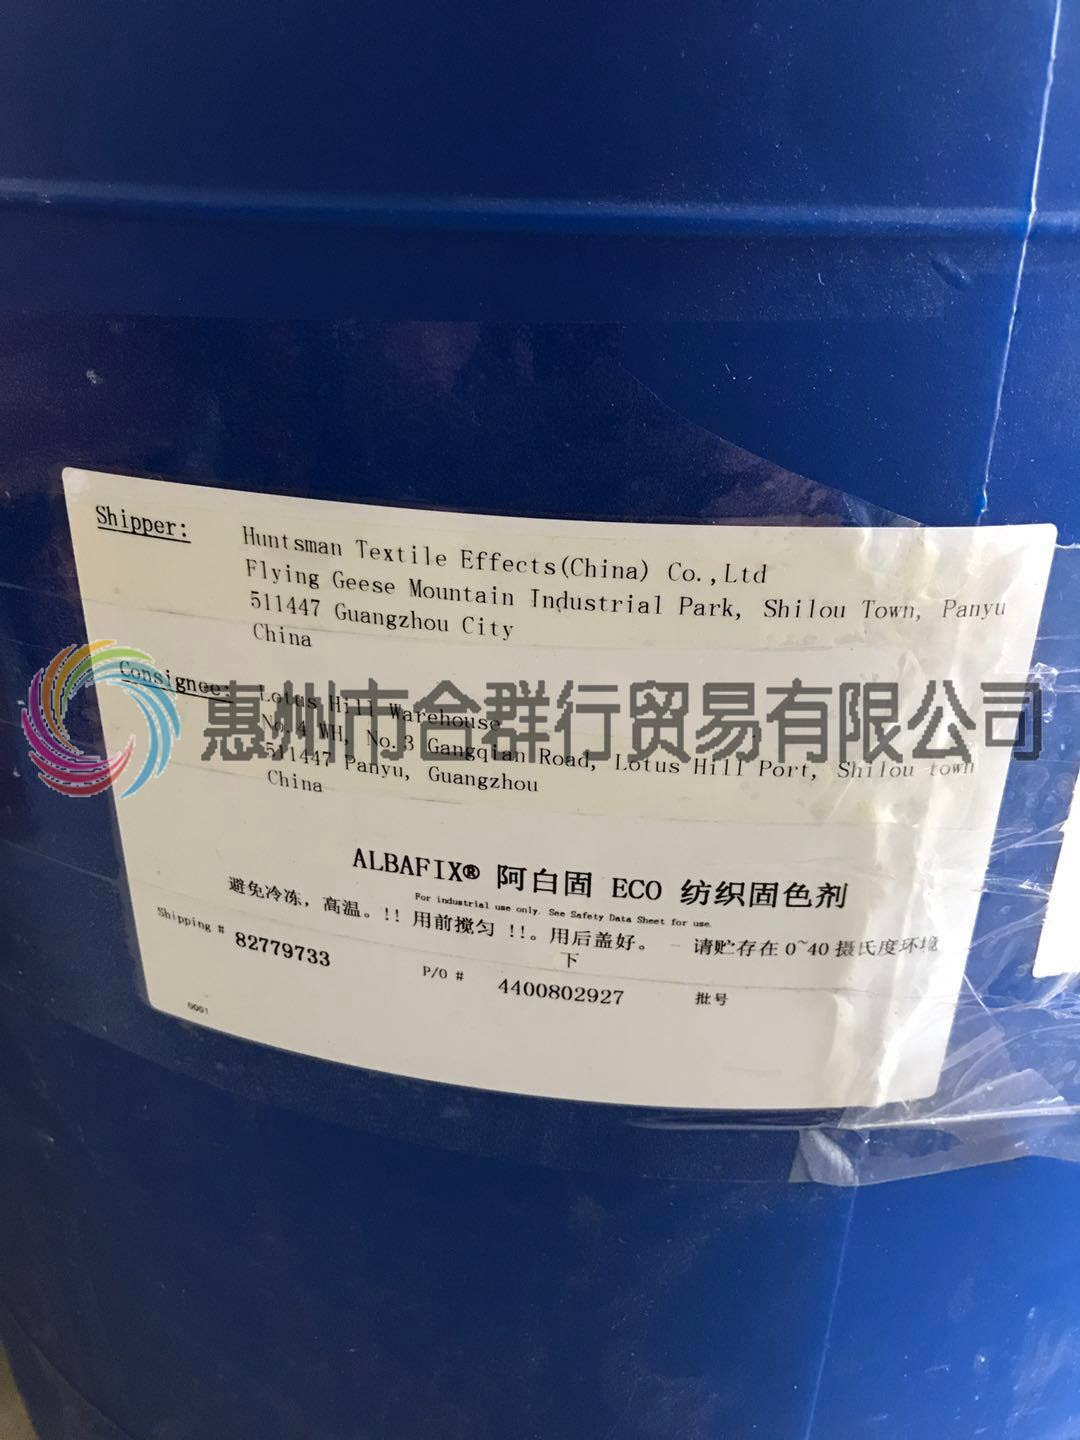 Shipper:
Huntsman Textile Effects(China) Co.,Ltd
Flying Geese Mountain Industrial Park, Shilou Town, Panyu
511447 Guangzhou City
China
Consignee:
Lotus Hill Warehouse
惠州市合群行贸易有限公司
No.4 WH, No.3 Gangqian Road, Lotus Hill Port, Shilou town
511447 Panyu, Guangzhou
China
ALBAFIX® 阿白固 ECO 纺织固色剂
For industrial use only. See Safety Data Sheet for use.
避免冷冻，高温。!! 用前搅匀 !!。用后盖好。 - 请贮存在 0~40 摄氏度环境
下
Shipping # 82779733
P/O # 4400802927 批号
0001